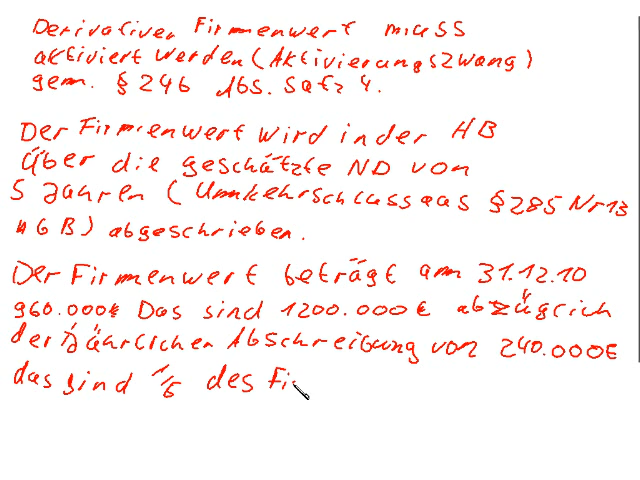 Derivativer Firmenwert muss
aktiviert werden (Aktivierungszwang)
gem. § 246 Abs. Satz 4.
Der Firmenwert wird in der HB
Über die geschätzte ND von
5 Jahren (Umkehrschluss aus § 285 Nr 13
HGB) abgeschrieben.
Der Firmenwert beträgt am 31.12.10
960.000€ Das sind 1200.000€ abzüglich
der jährlichen Abschreibung von 240.000€
das sind 1/5 des Fi